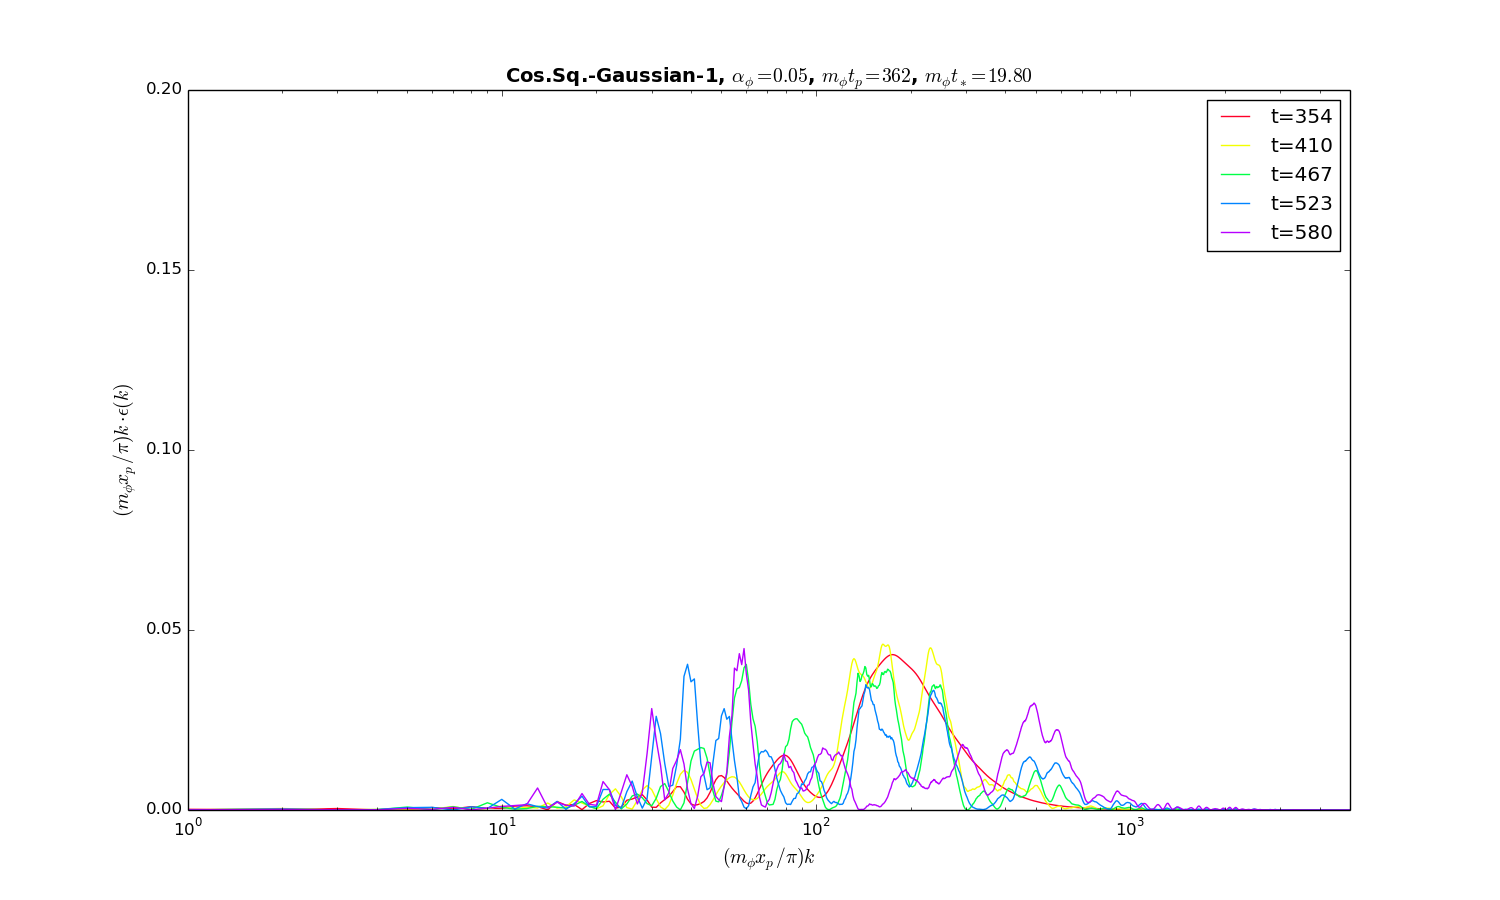 Cos.Sq.-Gaussian-1, α_ϕ=0.05, m_ϕt_p=362, m_ϕt_*=19.80
0.20
0.15
0.10
0.05
0.00
(m_ϕx_p/π)k·ϵ(k)
t=354
t=410
t=467
t=523
t=580
10^0 10^1 10^2 10^3
(m_ϕx_p/π)k